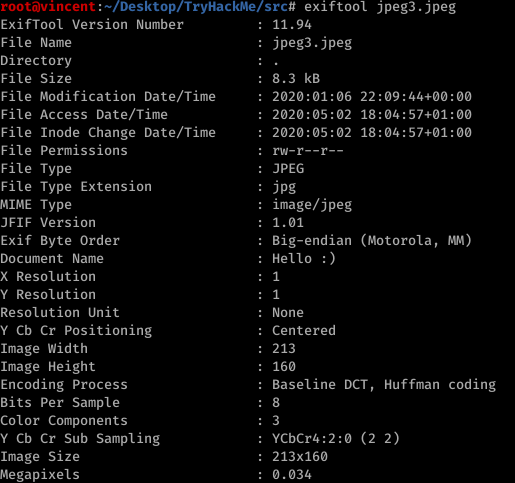 root@vincent:~/Desktop/TryHackMe/src# exiftool jpeg3.jpeg
ExifTool Version Number : 11.94
File Name : jpeg3.jpeg
Directory : .
File Size : 8.3 kB
File Modification Date/Time : 2020:01:06 22:09:44+00:00
File Access Date/Time : 2020:05:02 18:04:57+01:00
File Inode Change Date/Time : 2020:05:02 18:04:57+01:00
File Permissions : rw-r--r--
File Type : JPEG
File Type Extension : jpg
MIME Type : image/jpeg
JFIF Version : 1.01
Exif Byte Order : Big-endian (Motorola, MM)
Document Name : Hello :)
X Resolution : 1
Y Resolution : 1
Resolution Unit : None
Y Cb Cr Positioning : Centered
Image Width : 213
Image Height : 160
Encoding Process : Baseline DCT, Huffman coding
Bits Per Sample : 8
Color Components : 3
Y Cb Cr Sub Sampling : YCbCr4:2:0 (2 2)
Image Size : 213x160
Megapixels : 0.034